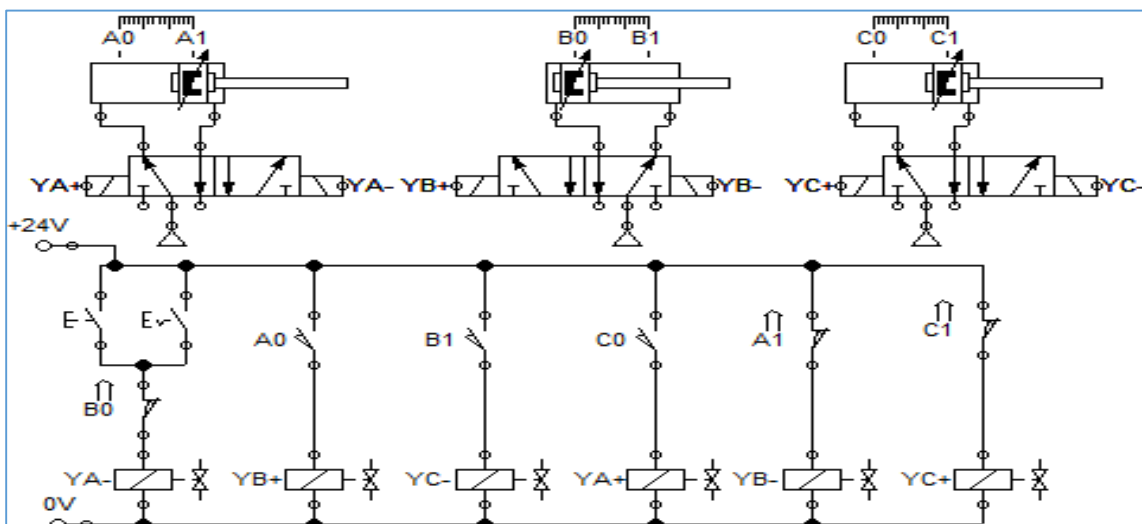 A0 A1 B0 B1 C0 C1
YA+ YA- YB+ YB- YC+ YC-
+24V
E E A0 B1 C0 A1 C1
B0
YA- YB+ YC- YA+ YB- YC+
0V